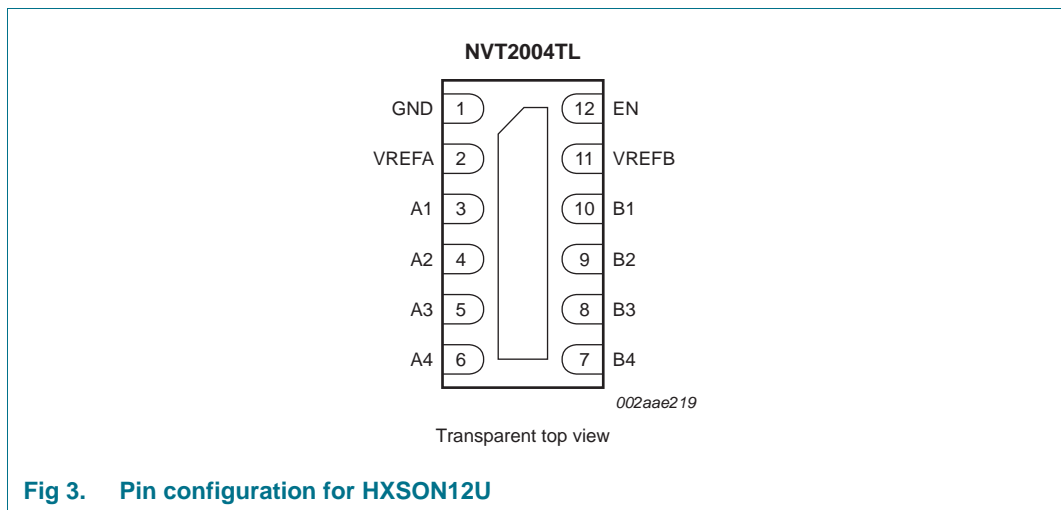 NVT2004TL
GND 1 12 EN
VREFA 2 11 VREFB
A1 3 10 B1
A2 4 9 B2
A3 5 8 B3
A4 6 7 B4
002aae219
Transparent top view
Fig 3. Pin configuration for HXSON12U